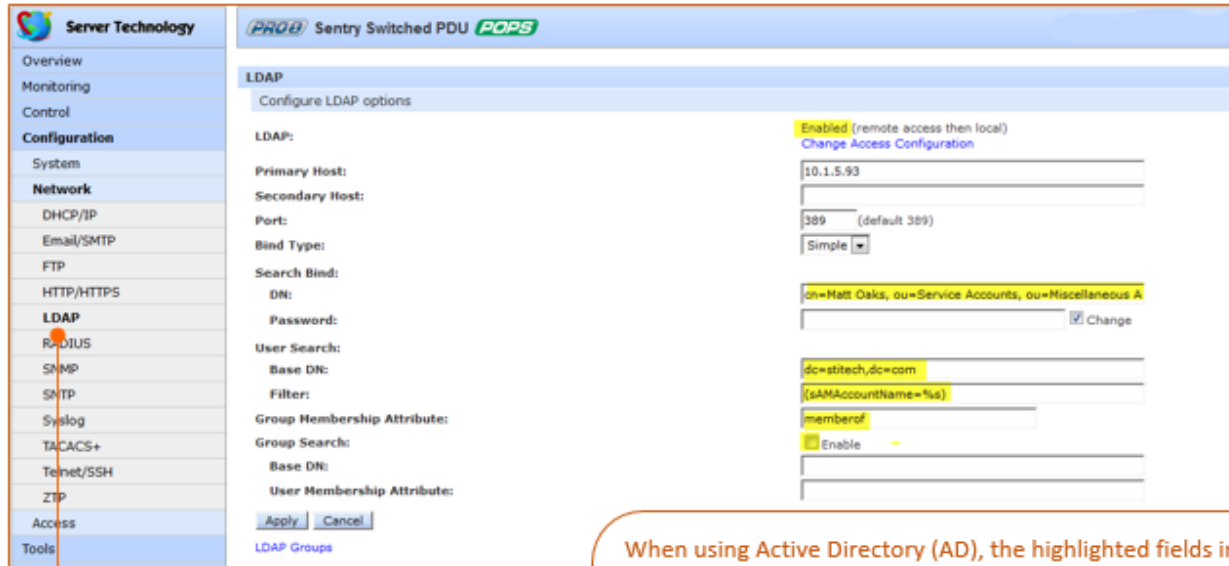 Server Technology
PRO2 Sentry Switched PDU POPS
Overview
Monitoring
Control
Configuration
System
Network
DHCP/IP
Email/SMTP
FTP
HTTP/HTTPS
LDAP
RADIUS
SNMP
SNTP
Syslog
TACACS+
Telnet/SSH
ZTP
Access
Tools
LDAP
Configure LDAP options
LDAP: Enabled (remote access then local)
Change Access Configuration
Primary Host: 10.1.5.93
Secondary Host:
Port: 389 (default 389)
Bind Type: Simple
Search Bind:
DN: cn=Matt Oaks, ou=Service Accounts, ou=Miscellaneous A
Password: Change
User Search:
Base DN: dc=stitech,dc=com
Filter: (sAMAccountName=%s)
Group Membership Attribute: memberof
Group Search: Enable
Base DN:
User Membership Attribute:
Apply Cancel
LDAP Groups
When using Active Directory (AD), the highlighted fields